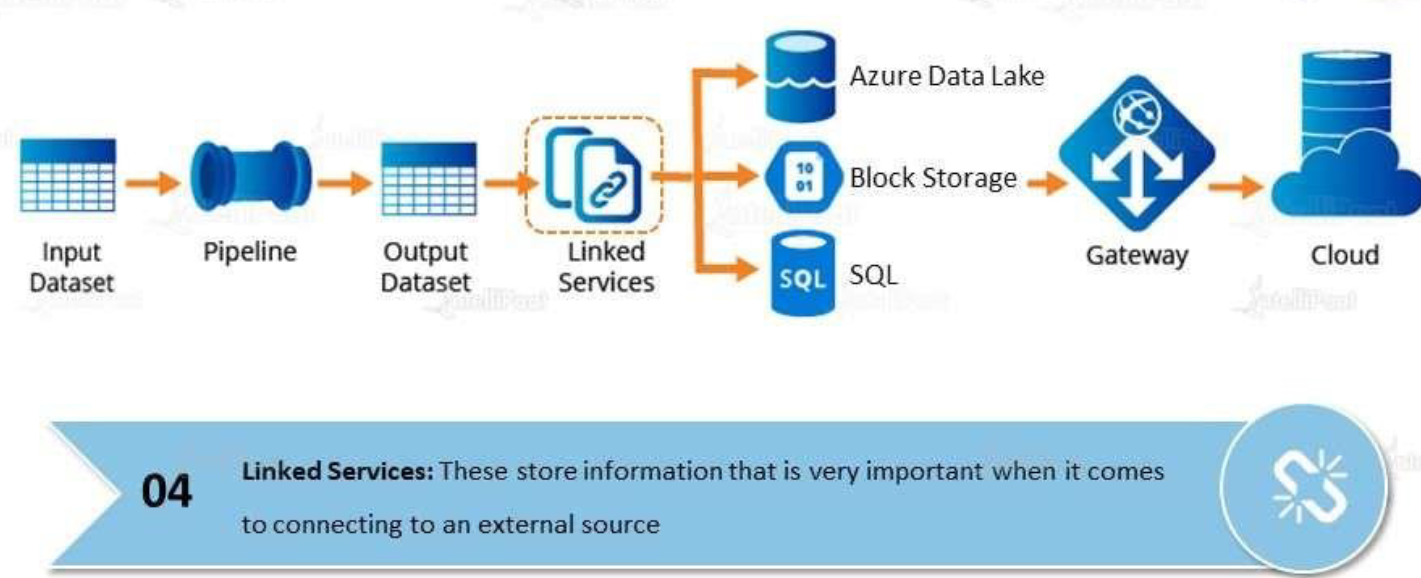 Azure Data Lake
10
01
Block Storage
SQL
SQL
Input
Dataset
Pipeline
Output
Dataset
Linked
Services
Gateway
Cloud
04
Linked Services: These store information that is very important when it comes
to connecting to an external source